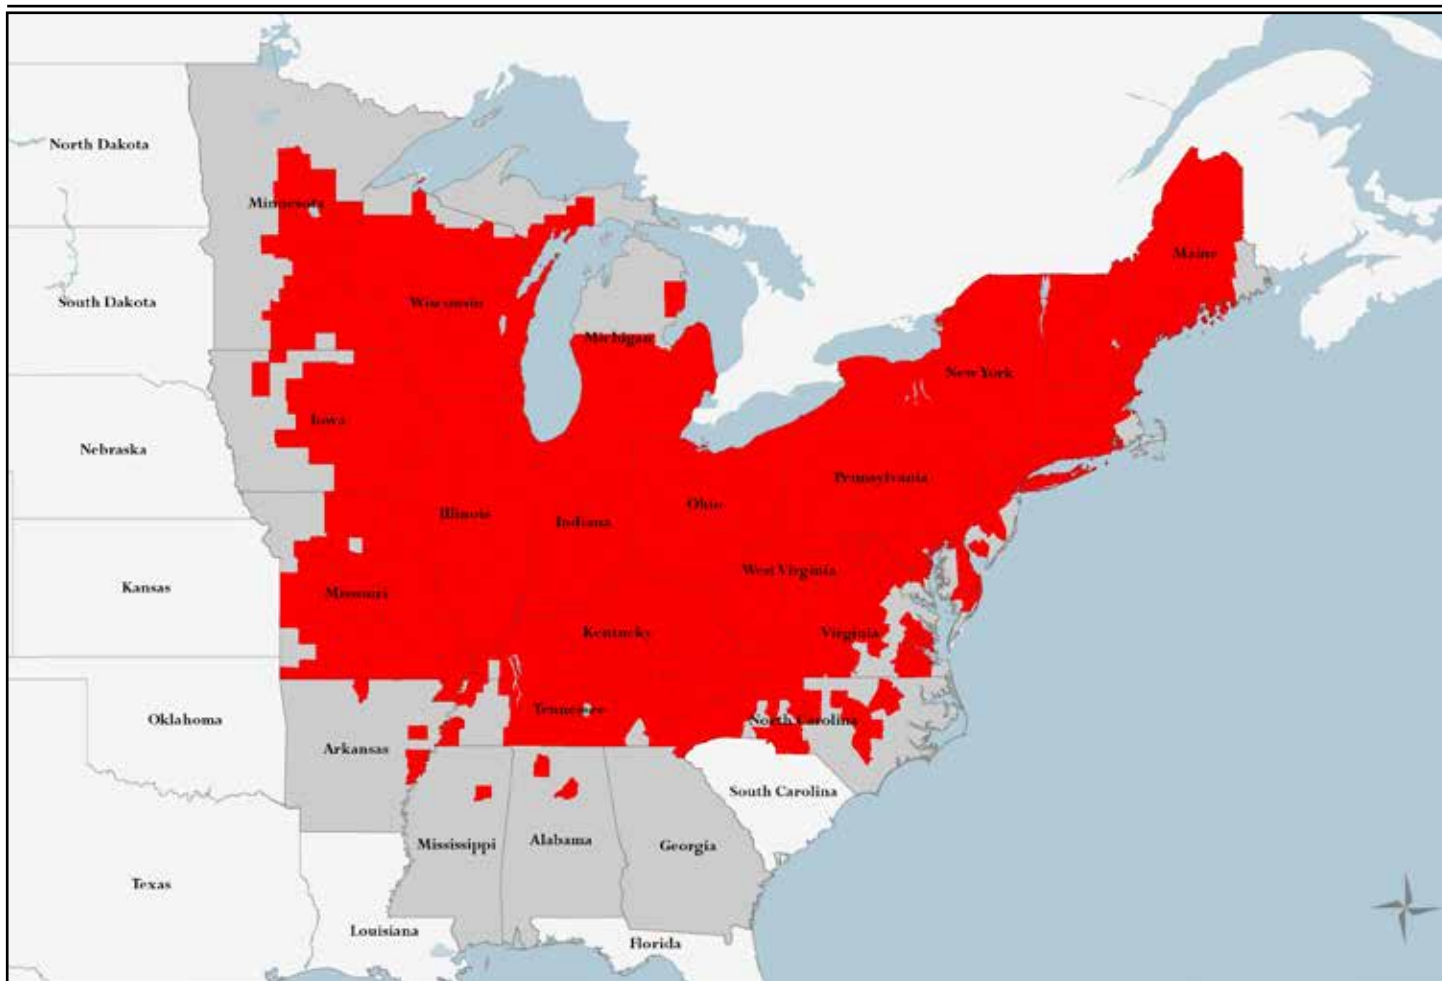 North Dakota
Minnesota
Maine
South Dakota
Wisconsin
Michigan
New York
Iowa
Nebraska
Pennsylvania
Ohio
Illinois
Indiana
West Virginia
Kansas
Missouri
Kentucky
Virginia
Oklahoma
Tennessee
North Carolina
Arkansas
South Carolina
Mississippi
Alabama
Georgia
Texas
Louisiana
Florida